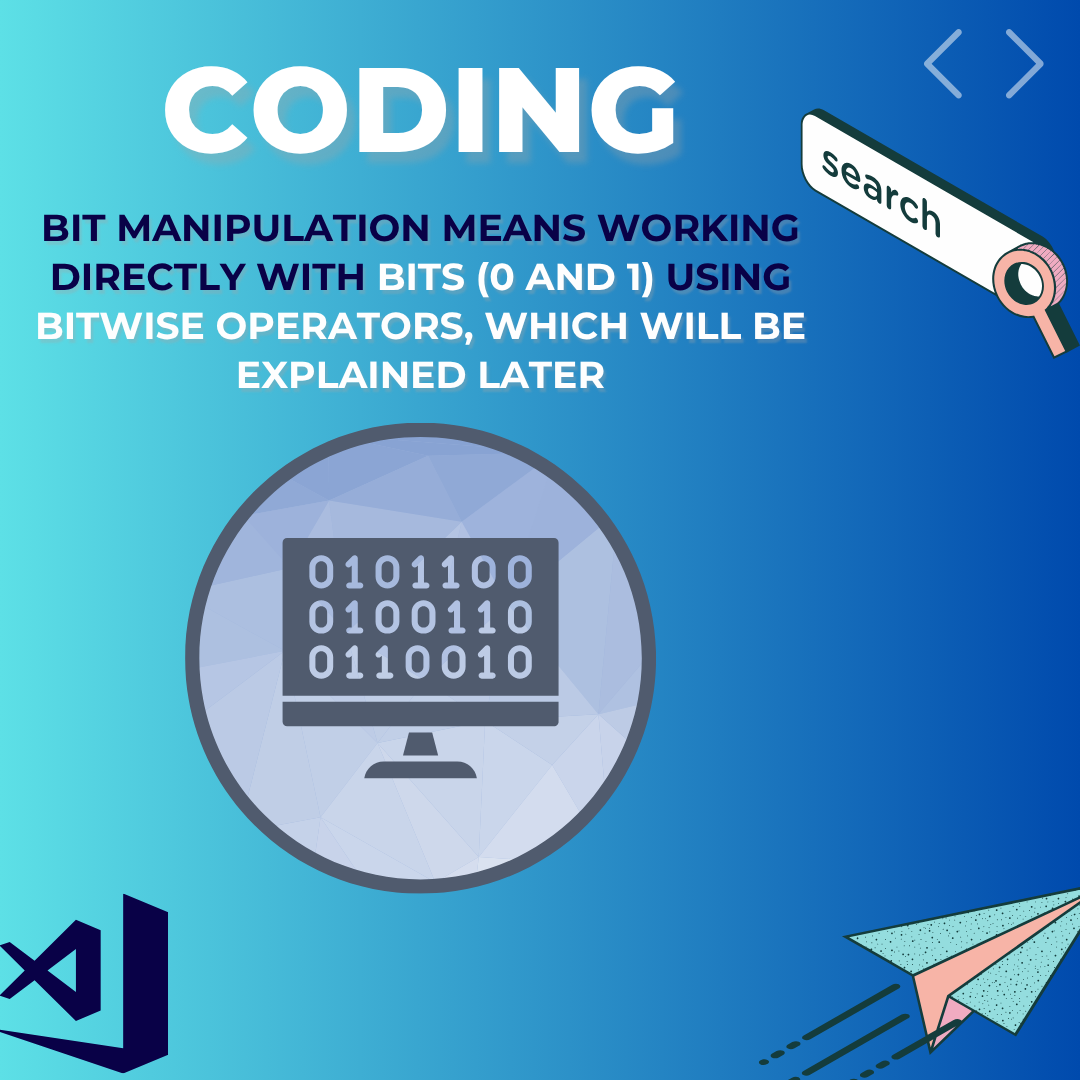 CODING
search
BIT MANIPULATION MEANS WORKING
DIRECTLY WITH BITS (0 AND 1) USING
BITWISE OPERATORS, WHICH WILL BE
EXPLAINED LATER
0101100
0100110
0110010